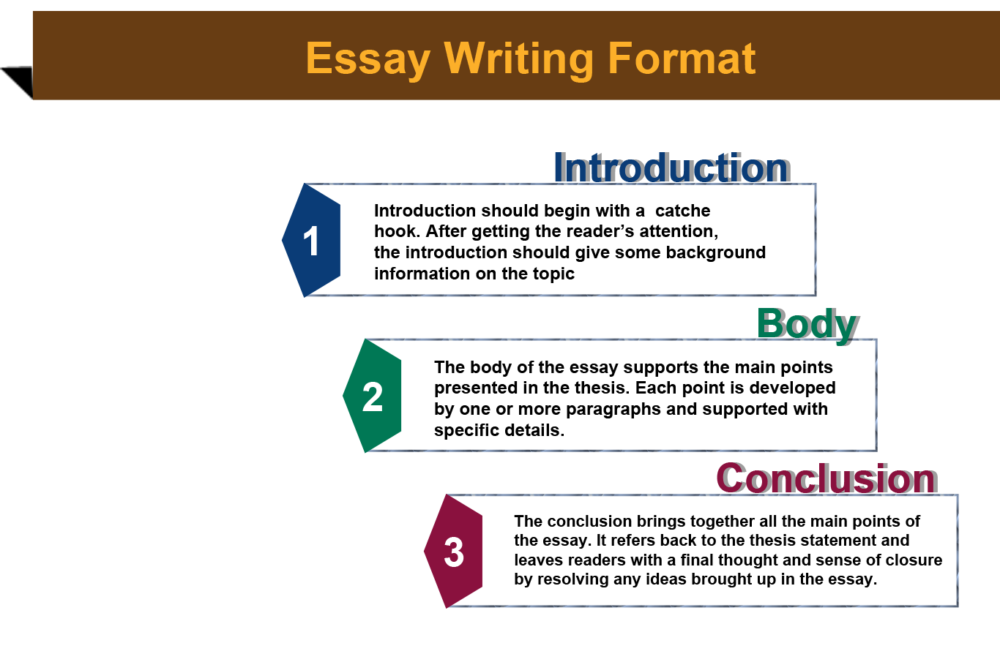 Essay Writing Format
Introduction
1
Introduction should begin with a  catche
hook. After getting the reader’s attention,
the introduction should give some background
information on the topic
Body
2
The body of the essay supports the main points
presented in the thesis. Each point is developed
by one or more paragraphs and supported with
specific details.
Conclusion
3
The conclusion brings together all the main points of
the essay. It refers back to the thesis statement and
leaves readers with a final thought and sense of closure
by resolving any ideas brought up in the essay.